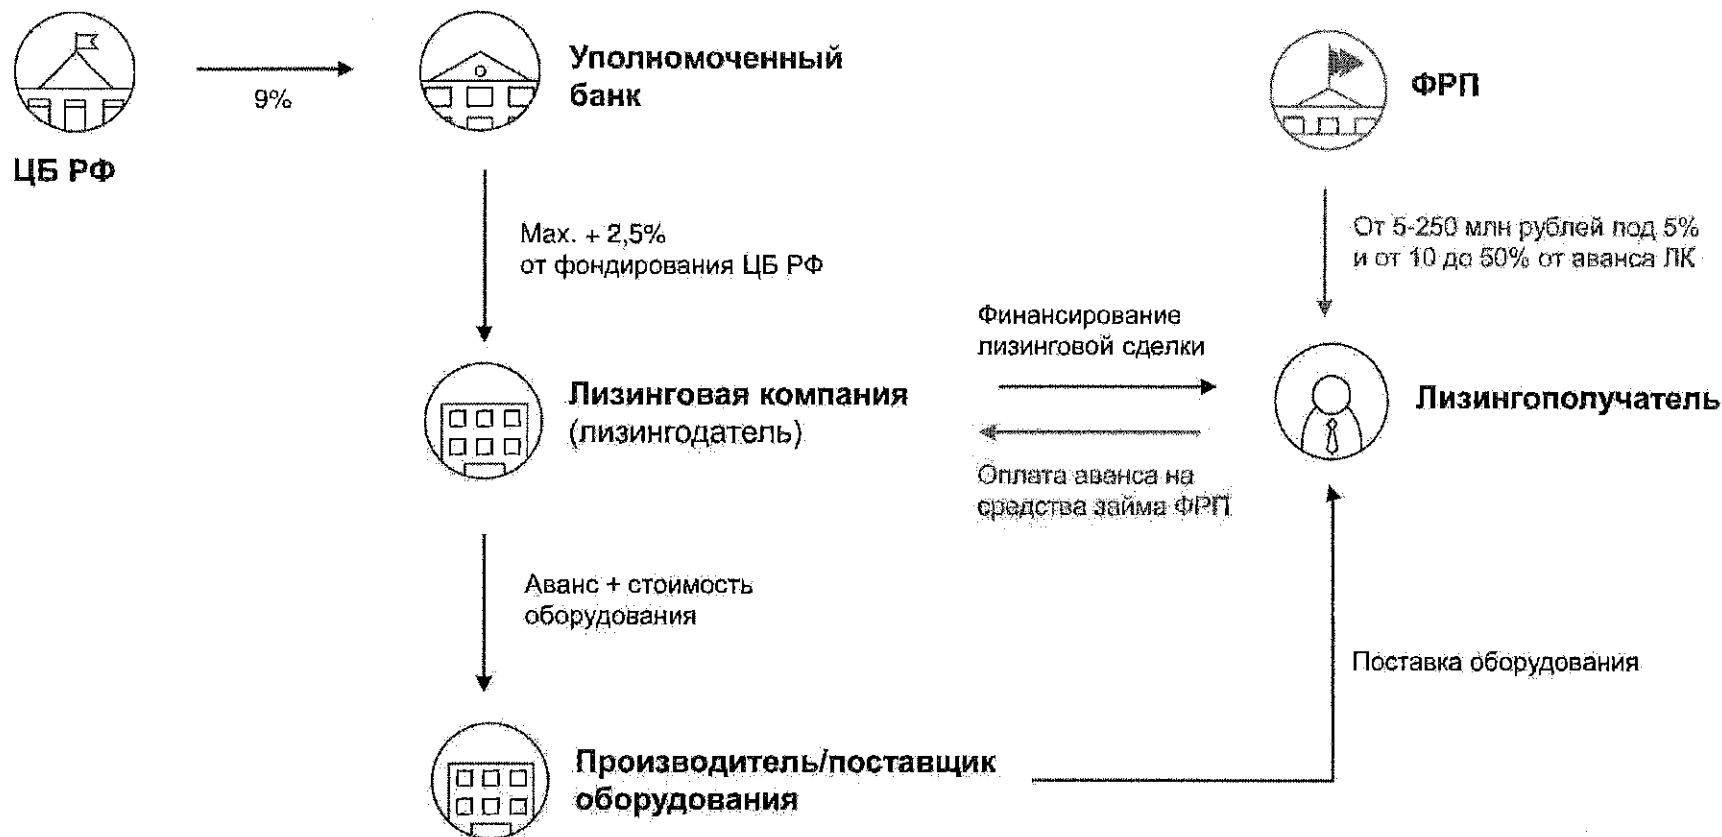 ЦБ РФ
9%
Уполномоченный
банк
ФРП
Max. + 2,5%
от фондирования ЦБ РФ
От 5-250 млн рублей под 5%
и от 10 до 50% от аванса ЛК
Лизинговая компания
(лизингодатель)
Финансирование
лизинговой сделки
Оплата аванса на
средства займа ФРП
Лизингополучатель
Аванс + стоимость
оборудования
Поставка оборудования
Производитель/поставщик
оборудования